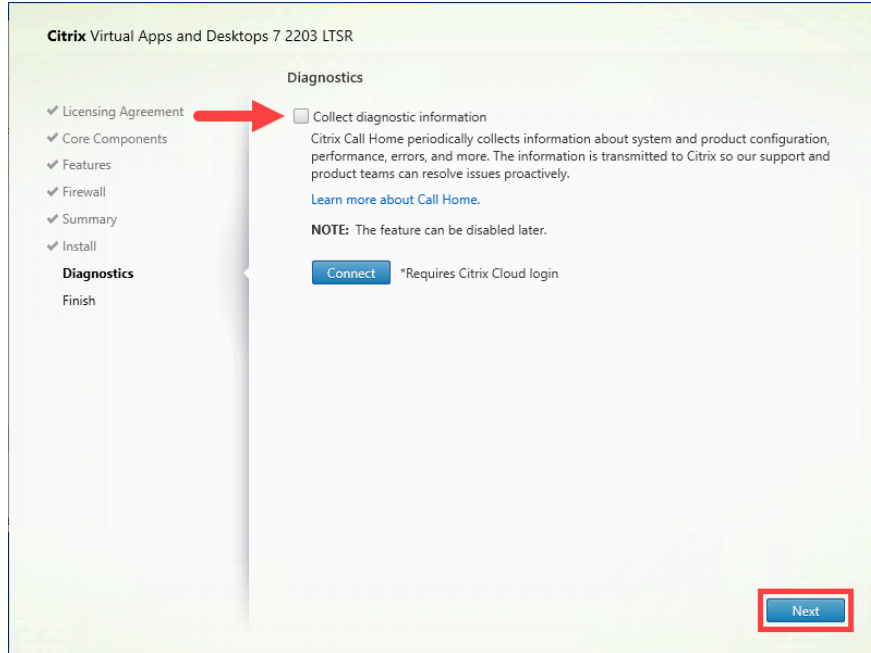 Citrix Virtual Apps and Desktops 7 2203 LTSR
Diagnostics
Licensing Agreement
Core Components
Features
Firewall
Summary
Install
Diagnostics
Finish
Collect diagnostic information
Citrix Call Home periodically collects information about system and product configuration,
performance, errors, and more. The information is transmitted to Citrix so our support and
product teams can resolve issues proactively.
Learn more about Call Home.
NOTE: The feature can be disabled later.
Connect *Requires Citrix Cloud login
Next